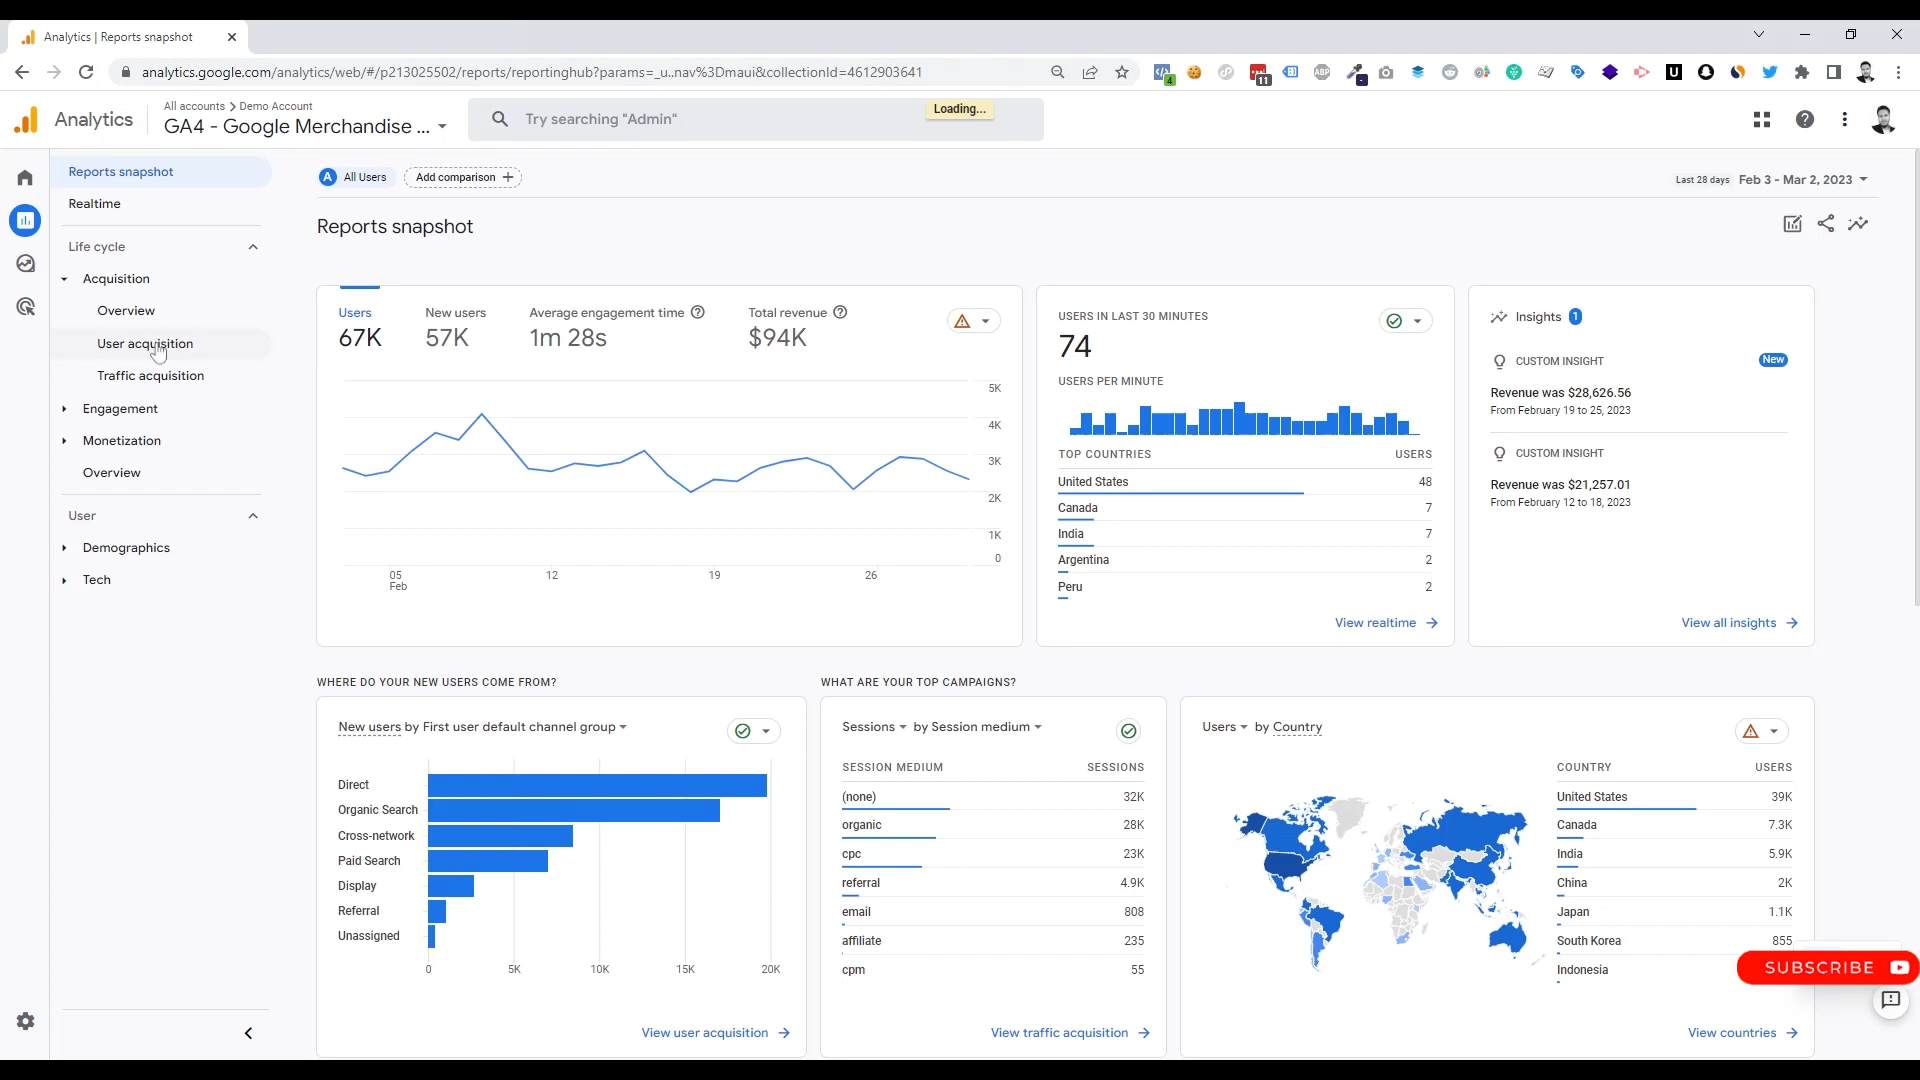 Analytics | Reports snapshot
analytics.google.com/analytics/web/#/p213025502/reports/reportinghub?params=_u..nav%3Dmaui&collectionId=4612903641
4
11
ABP
U
Analytics
All accounts > Demo Account
GA4 - Google Merchandise ...
Try searching "Admin"
Loading...
Reports snapshot
Realtime
Life cycle
Acquisition
Overview
User acquisition
Traffic acquisition
Engagement
Monetization
Overview
User
Demographics
Tech
A All Users
Add comparison +
Last 28 days Feb 3 - Mar 2, 2023
Reports snapshot
Users
67K
New users
57K
Average engagement time
1m 28s
Total revenue
$94K
5K
4K
3K
2K
1K
0
05
Feb
12
19
26
USERS IN LAST 30 MINUTES
74
USERS PER MINUTE
TOP COUNTRIES USERS
United States 48
Canada 7
India 7
Argentina 2
Peru 2
View realtime
Insights 1
CUSTOM INSIGHT New
Revenue was $28,626.56
From February 19 to 25, 2023
CUSTOM INSIGHT
Revenue was $21,257.01
From February 12 to 18, 2023
View all insights
WHERE DO YOUR NEW USERS COME FROM?
New users by First user default channel group
Direct
Organic Search
Cross-network
Paid Search
Display
Referral
Unassigned
0 5K 10K 15K 20K
View user acquisition
WHAT ARE YOUR TOP CAMPAIGNS?
Sessions by Session medium
SESSION MEDIUM SESSIONS
(none) 32K
organic 28K
cpc 23K
referral 4.9K
email 808
affiliate 235
cpm 55
View traffic acquisition
Users by Country
COUNTRY USERS
United States 39K
Canada 7.3K
India 5.9K
China 2K
Japan 1.1K
South Korea 855
Indonesia
View countries
SUBSCRIBE